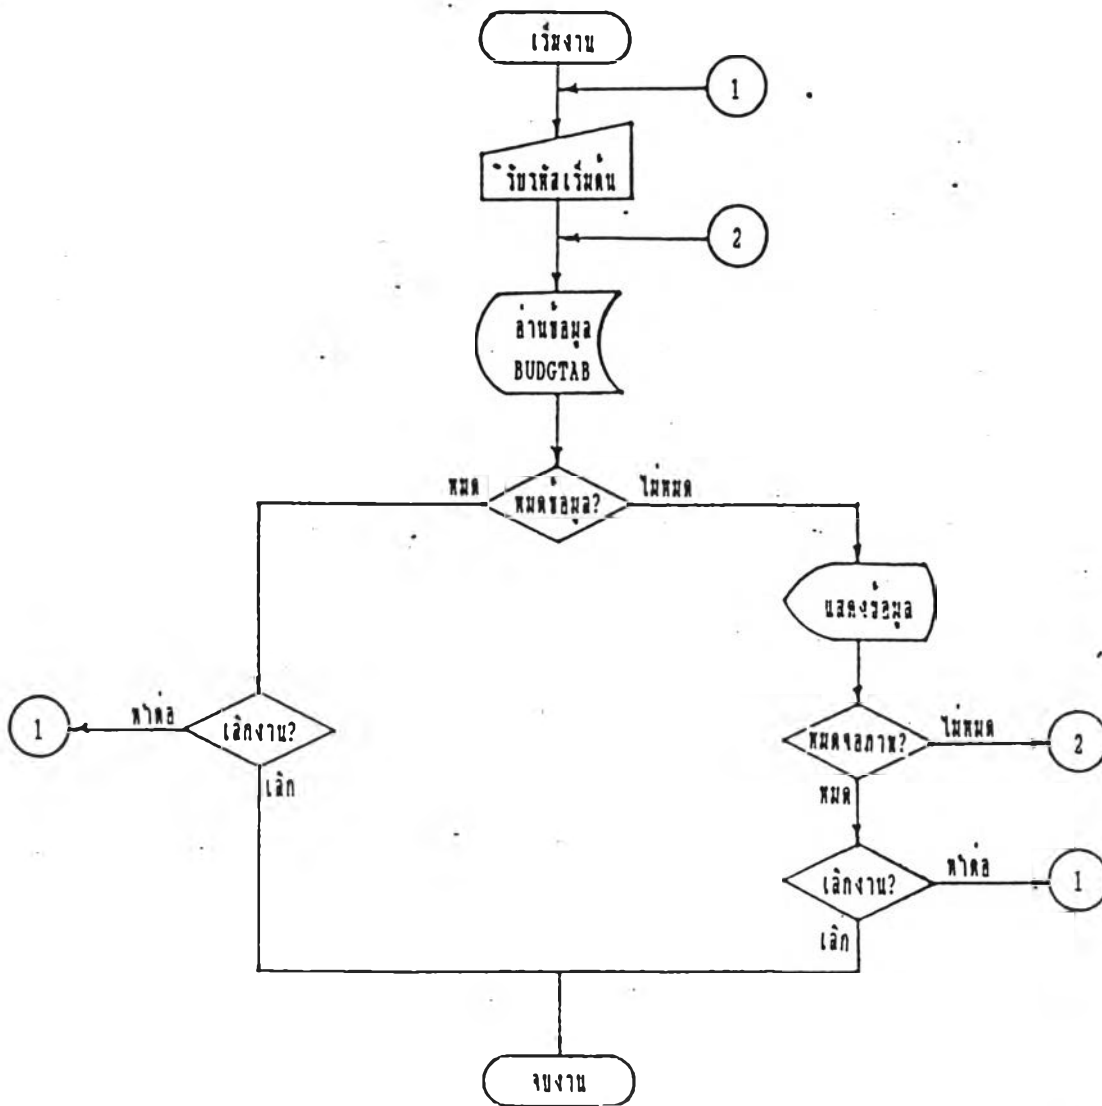 เริ่มงาน
1
รับรหัสเริ่มต้น
2
อ่านข้อมูล
BUDGTAB
หมด
หมดข้อมูล?
ไม่หมด
แสดงข้อมูล
1
ทำต่อ
เลิกงาน?
เลิก
หมดจอภาพ?
ไม่หมด
2
หมด
เลิกงาน?
ทำต่อ
1
เลิก
จบงาน